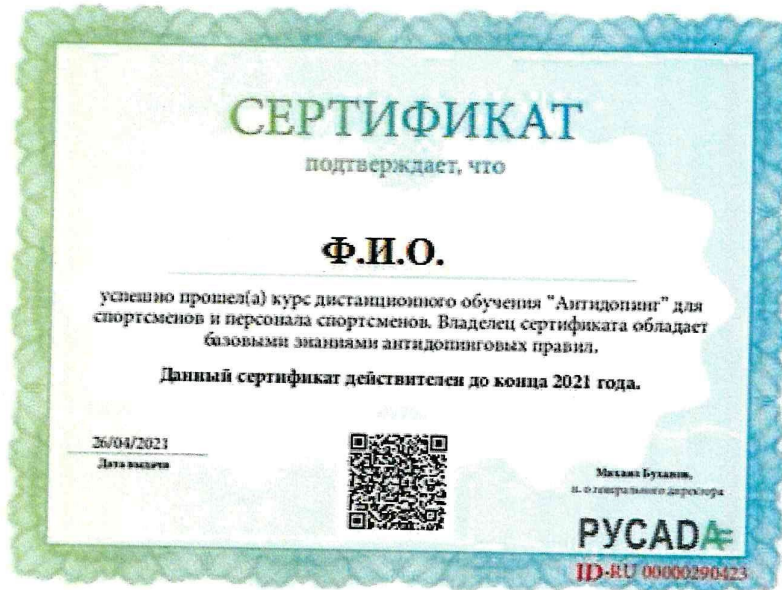 СЕРТИФИКАТ
подтверждает, что
Ф.И.О.
успешно прошел(а) курс дистанционного обучения "Антидопинг" для
спортсменов и персонала спортсменов. Владелец сертификата обладает
базовыми знаниями антидопинговых правил.
Данный сертификат действителен до конца 2021 года.
26/04/2021
Дата выдачи
Михаил Буханов,
и. о генерального директора
РУСАDA
ID-RU 00000290423